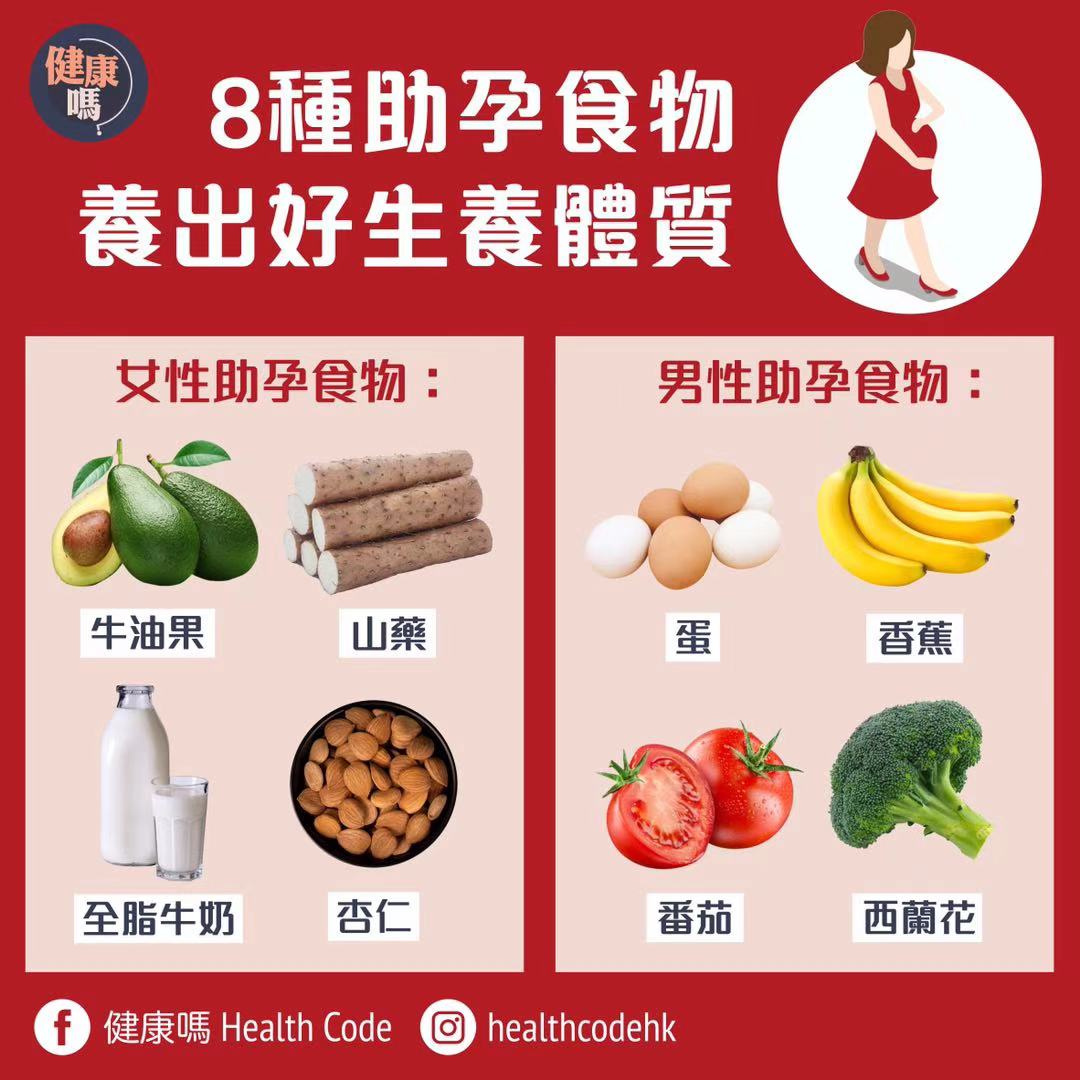 健康
嗎?
8種助孕食物
養出好生養體質
女性助孕食物：
牛油果
山藥
全脂牛奶
杏仁
男性助孕食物：
蛋
香蕉
番茄
西蘭花
健康嗎 Health Code
healthcodehk